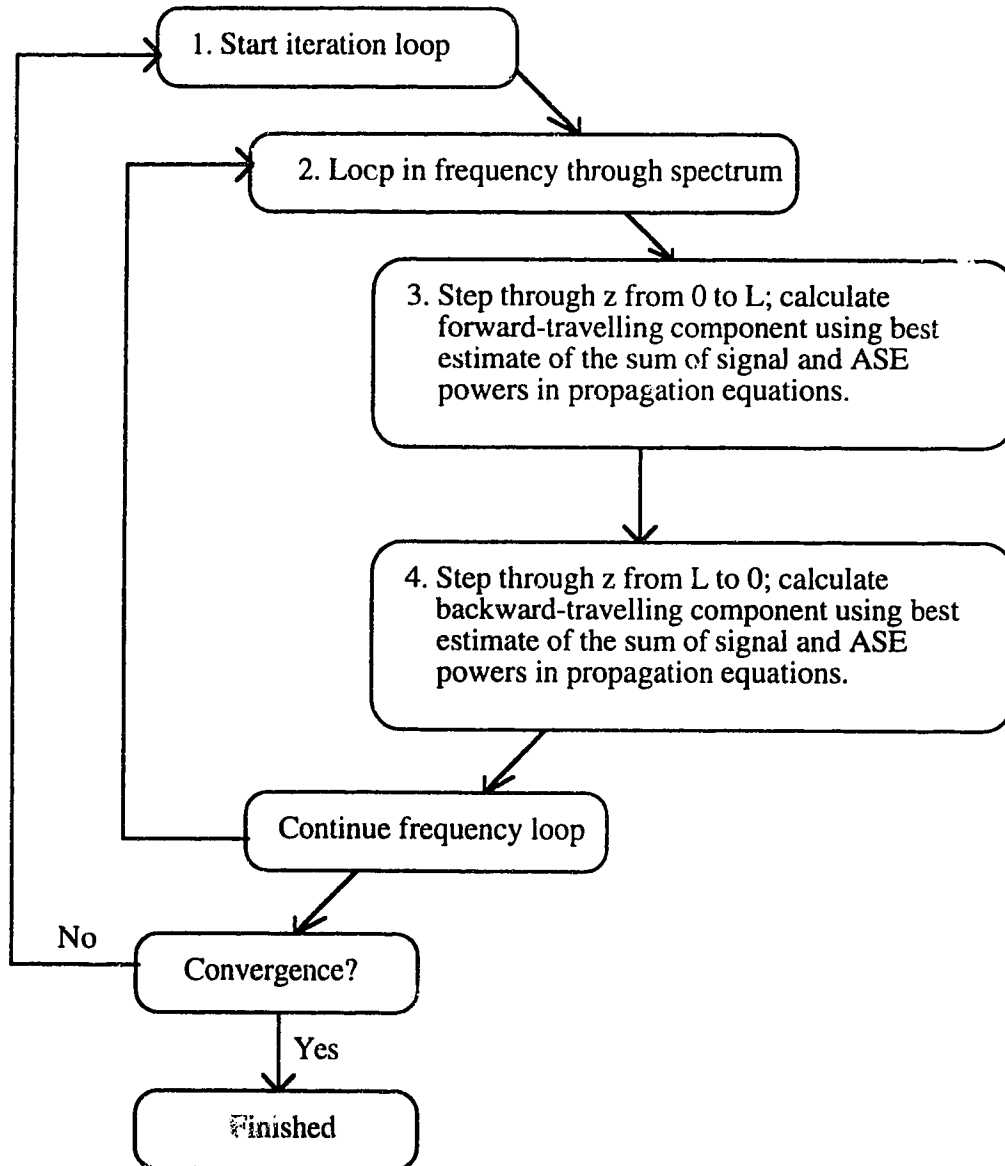 1. Start iteration loop
2. Locp in frequency through spectrum
3. Step through z from 0 to L; calculate
forward-travelling component using best
estimate of the sum of signal and ASE
powers in propagation equations.
4. Step through z from L to 0; calculate
backward-travelling component using best
estimate of the sum of signal and ASE
powers in propagation equations.
Continue frequency loop
No
Convergence?
Yes
Finished